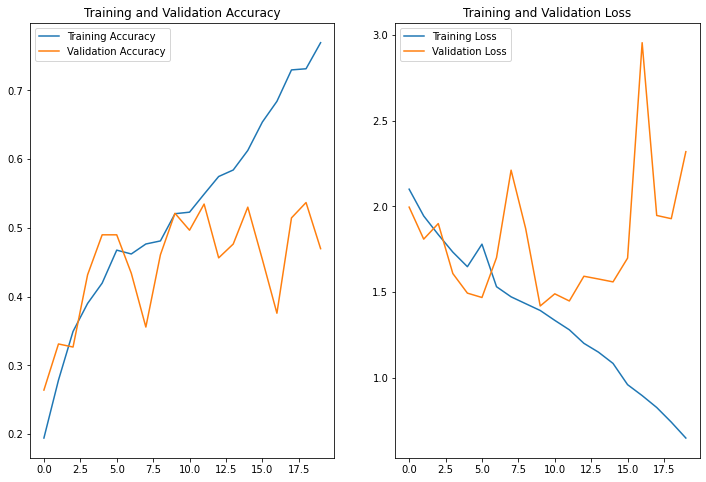 Training and Validation Accuracy
Training Accuracy
Validation Accuracy
0.7
0.6
0.5
0.4
0.3
0.2
0.0 2.5 5.0 7.5 10.0 12.5 15.0 17.5
Training and Validation Loss
Training Loss
Validation Loss
3.0
2.5
2.0
1.5
1.0
0.0 2.5 5.0 7.5 10.0 12.5 15.0 17.5